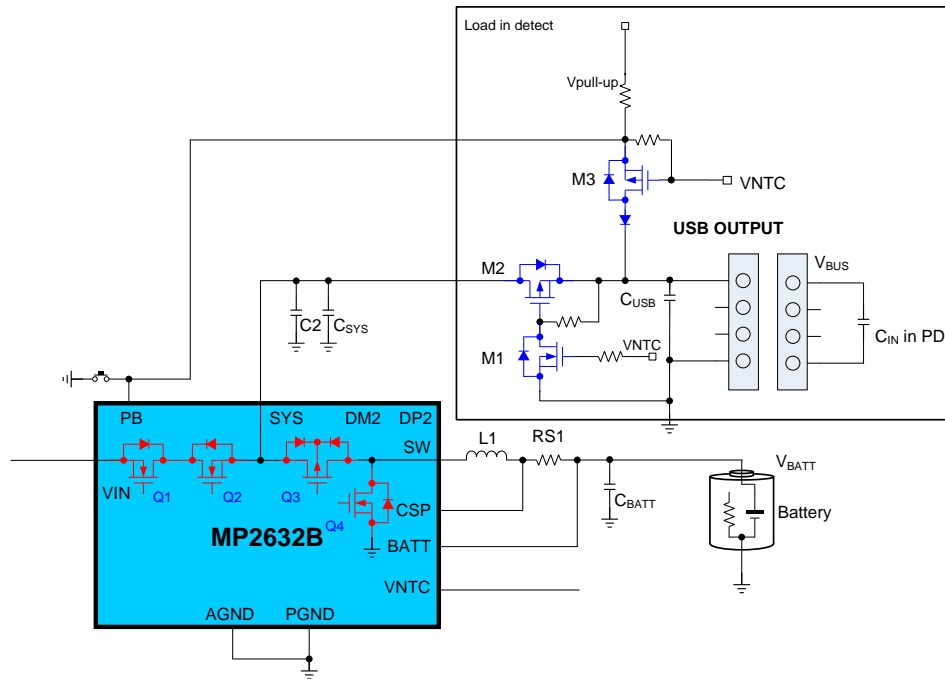 Load in detect
Vpull-up
M3
VNTC
USB OUTPUT
M2
VBUS
CUSB
C2
CSYS
CIN in PD
M1
VNTC
PB
SYS
DM2
DP2
SW
L1
RS1
VIN
Q1
Q2
Q3
Q4
CSP
CBATT
VBATT
Battery
MP2632B
BATT
VNTC
AGND
PGND